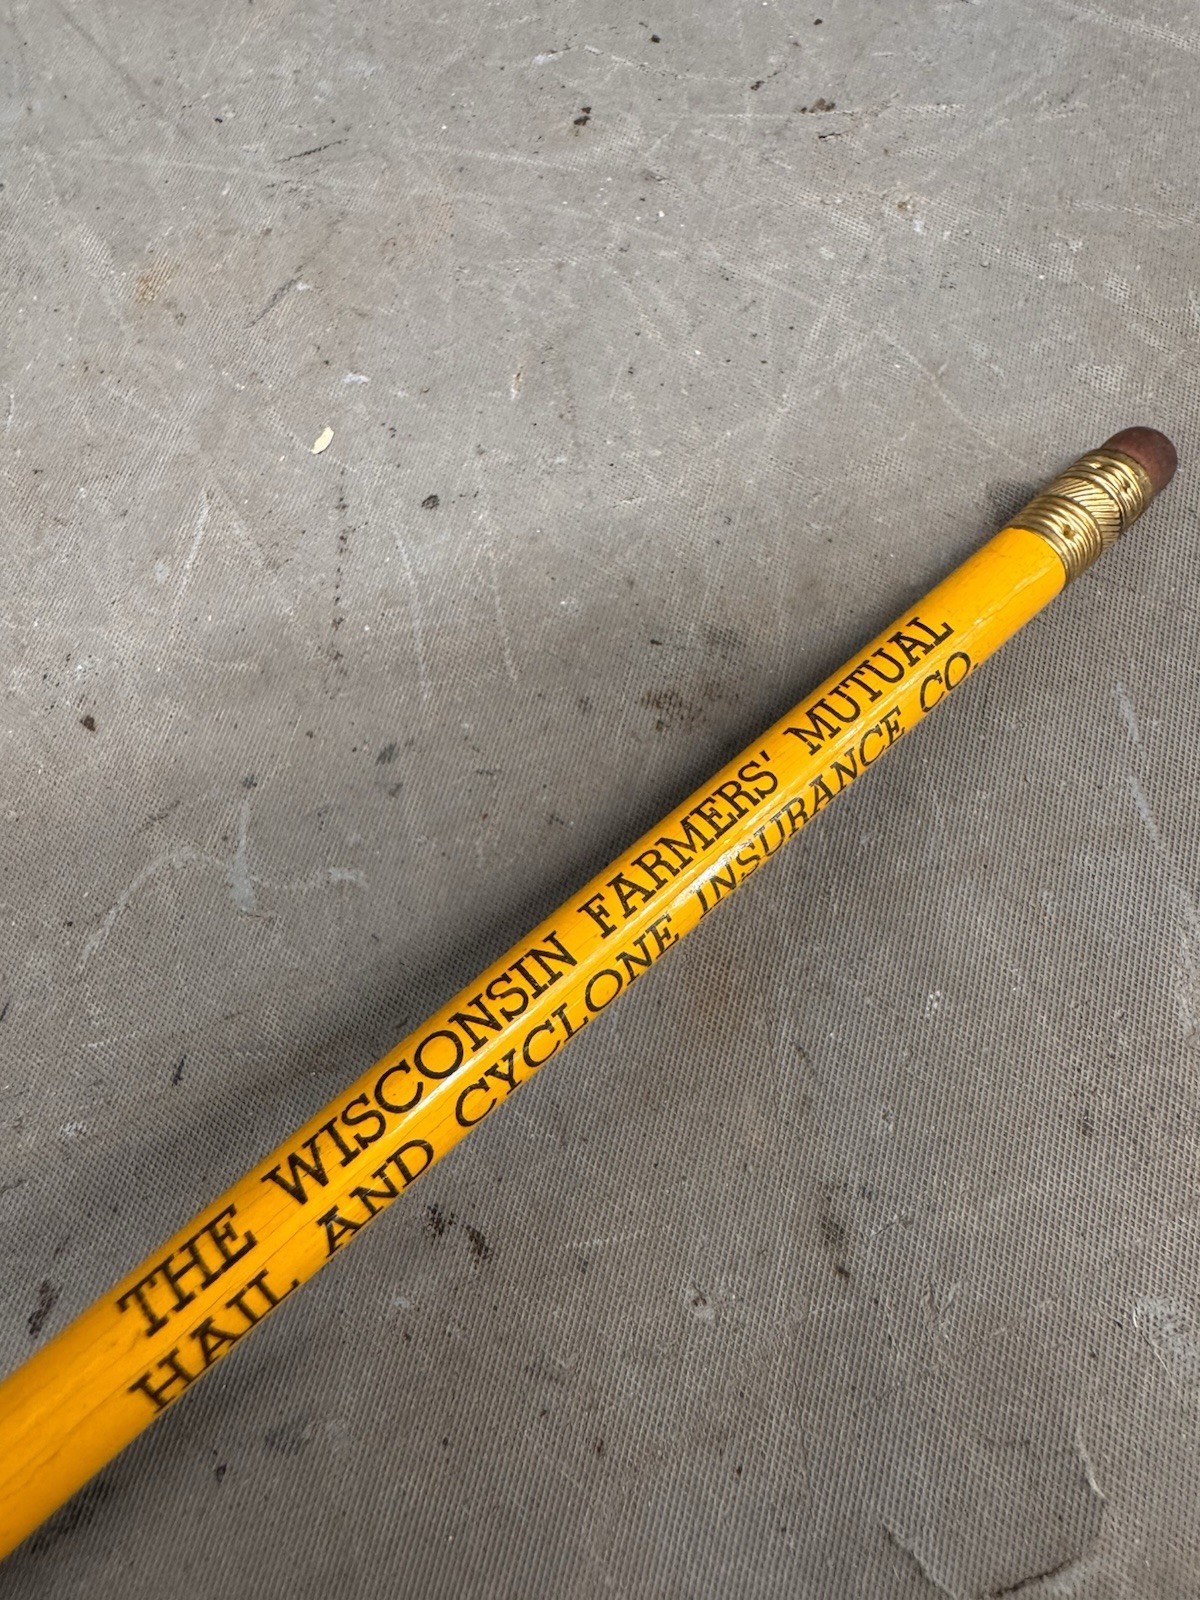 THE WISCONSIN FARMERS' MUTUAL
HAIL AND CYCLONE INSURANCE CO.